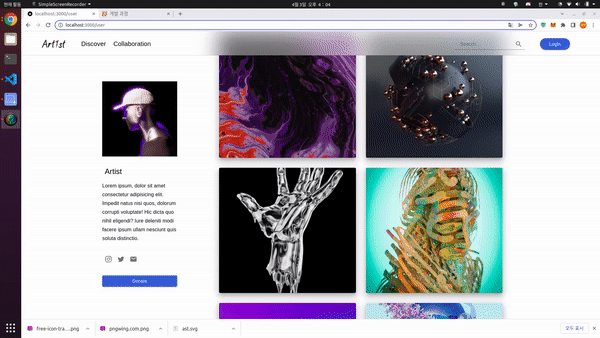 현재 활동 SimpleScreenRecorder
4월 3일 오후 4 : 04
localhost:3000/user
개발 과정
localhost:3000/user
Artist
Discover
Collaboration
Search...
Login
Artist
Lorem ipsum, dolor sit amet
consectetur adipisicing elit.
Impedit natus nisi quos, dolorum
corrupti voluptate! Hic dicta quo
nihil eligendi? Iure deleniti modi
facere ipsum ullam nesciunt quis
soluta distinctio.
Donate
free-icon-tra....png
pngwing.com.png
ast.svg
모두 표시